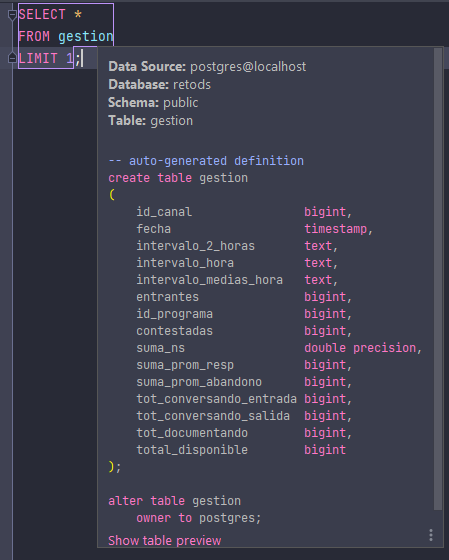 SELECT *
FROM gestion
LIMIT 1;
Data Source: postgres@localhost
Database: retods
Schema: public
Table: gestion
-- auto-generated definition
create table gestion
(
id_canal bigint,
fecha timestamp,
intervalo_2_horas text,
intervalo_hora text,
intervalo_medias_hora text,
entrantes bigint,
id_programa bigint,
contestadas bigint,
suma_ns double precision,
suma_prom_resp bigint,
suma_prom_abandono bigint,
tot_conversando_entrada bigint,
tot_conversando_salida bigint,
tot_documentando bigint,
total_disponible bigint
);
alter table gestion
owner to postgres;
Show table preview